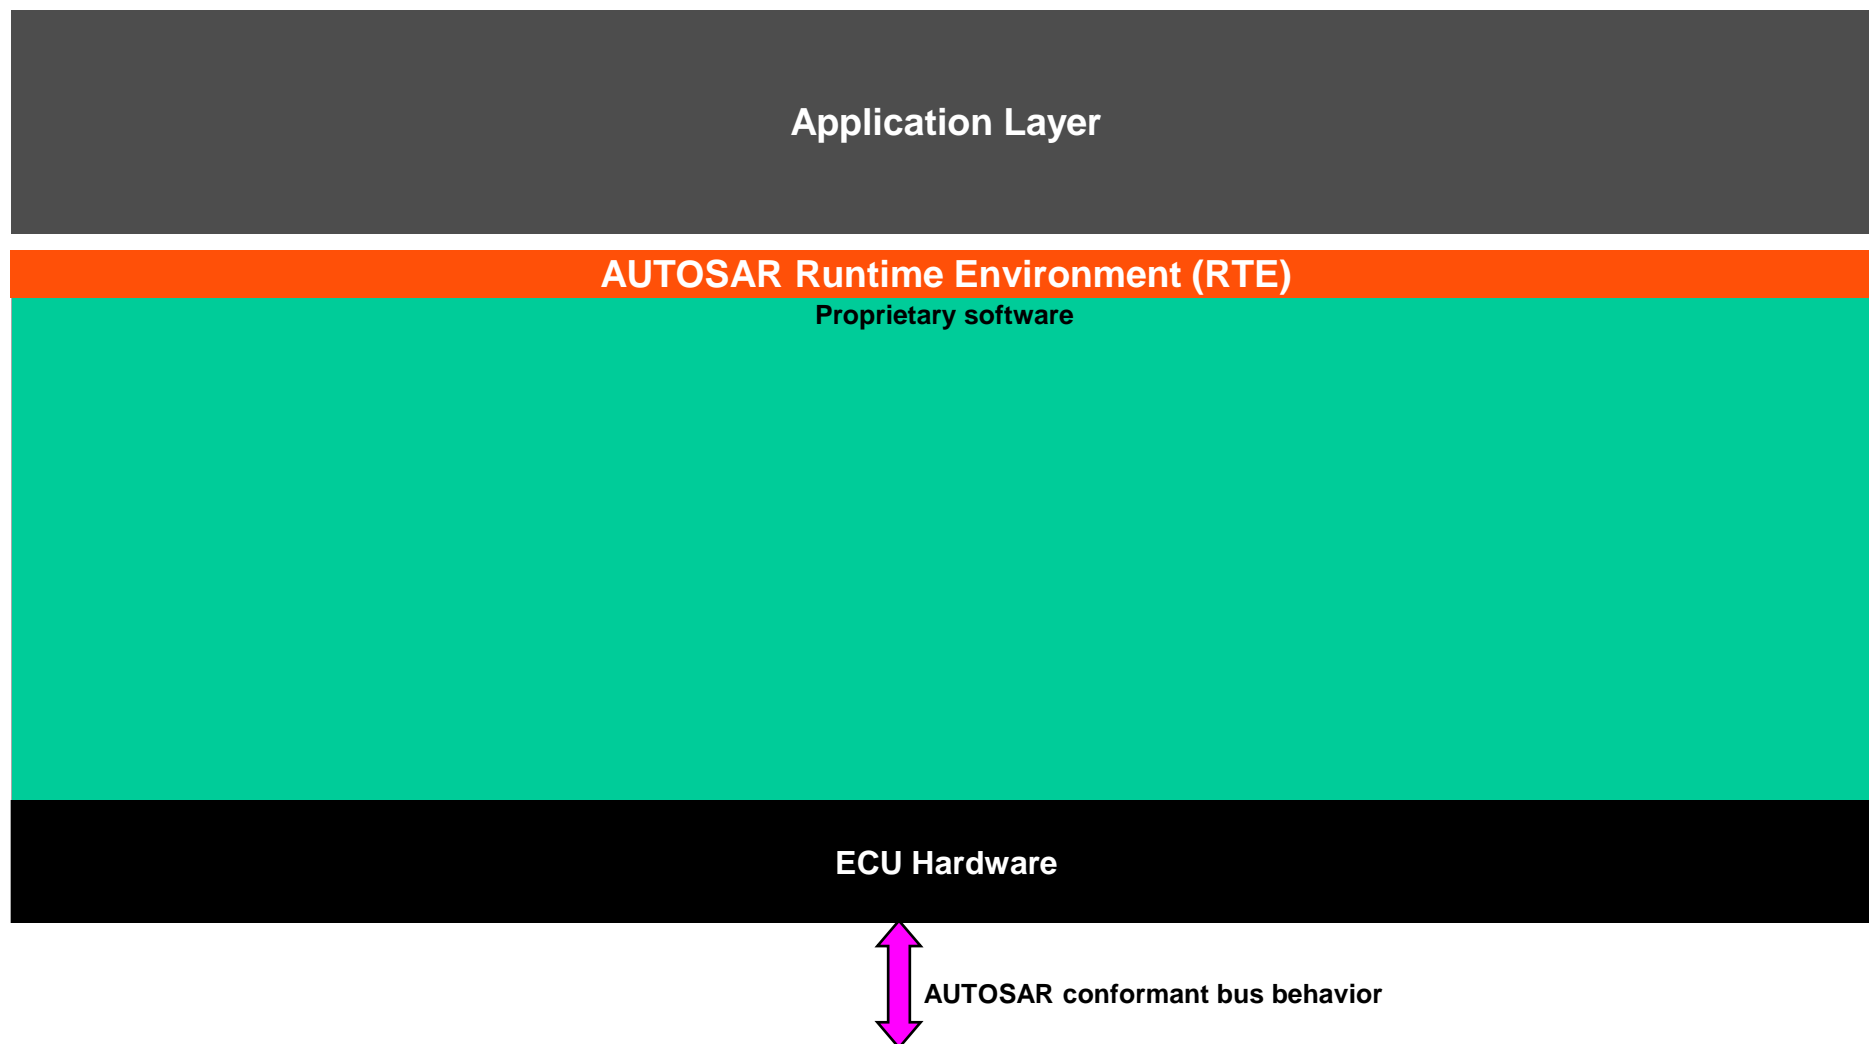 Application Layer
AUTOSAR Runtime Environment (RTE)
Proprietary software
ECU Hardware
AUTOSAR conformant bus behavior